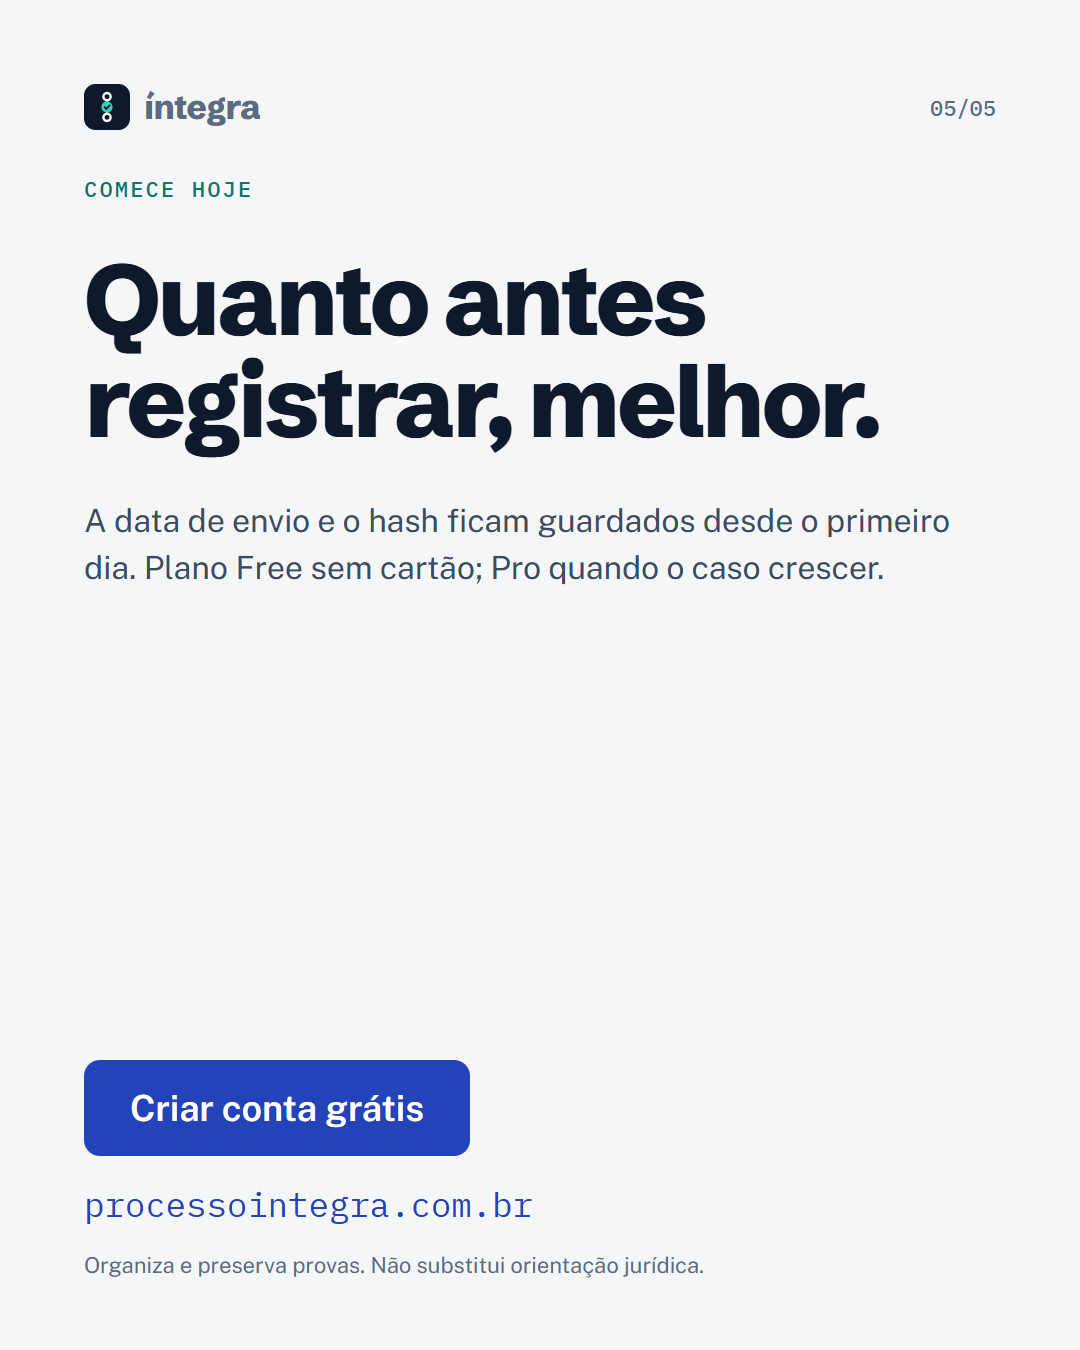 íntegra
05/05
COMECE HOJE
Quanto antes
registrar, melhor.
A data de envio e o hash ficam guardados desde o primeiro
dia. Plano Free sem cartão; Pro quando o caso crescer.
Criar conta grátis
processointegra.com.br
Organiza e preserva provas. Não substitui orientação jurídica.